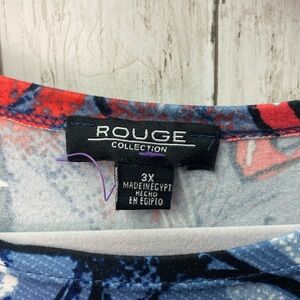 ROUGE
COLLECTION
3X
MADE IN EGYPT
HECHO
EN EGIPTO